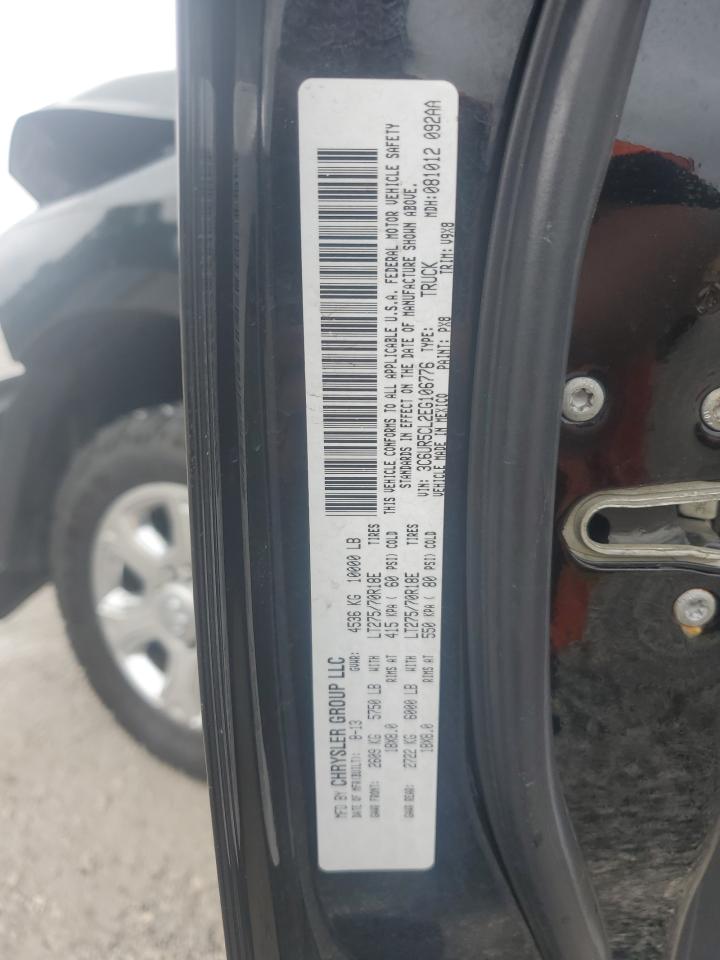 MFD BY CHRYSLER GROUP LLC
DATE OF MFR(BUILT): 8-13 GVWR: 4536 KG 10000 LB
GAWR FRONT: 2609 KG 5750 LB WITH LT275/70R18E TIRES
18X8.0 RIMS AT 415 KPA( 60 PSI) COLD
GAWR REAR: 2722 KG 6000 LB WITH LT275/70R18E TIRES
18X8.0 RIMS AT 550 KPA( 80 PSI) COLD
THIS VEHICLE CONFORMS TO ALL APPLICABLE U.S.A. FEDERAL MOTOR VEHICLE SAFETY
STANDARDS IN EFFECT ON THE DATE OF MANUFACTURE SHOWN ABOVE.
VIN: 3C6UR5CL2EG106776 TYPE: TRUCK MDH:081012 092AA
VEHICLE MADE IN MEXICO PAINT: PX8 TRIM: V9X8